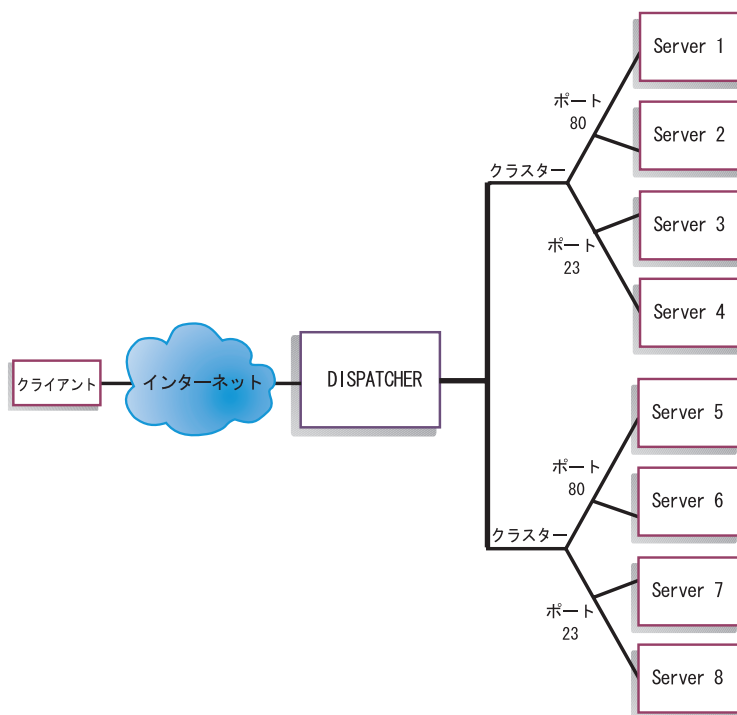 クライアント
インターネット
DISPATCHER
クラスター
ポート
80
Server 1
Server 2
ポート
23
Server 3
Server 4
クラスター
ポート
80
Server 5
Server 6
ポート
23
Server 7
Server 8